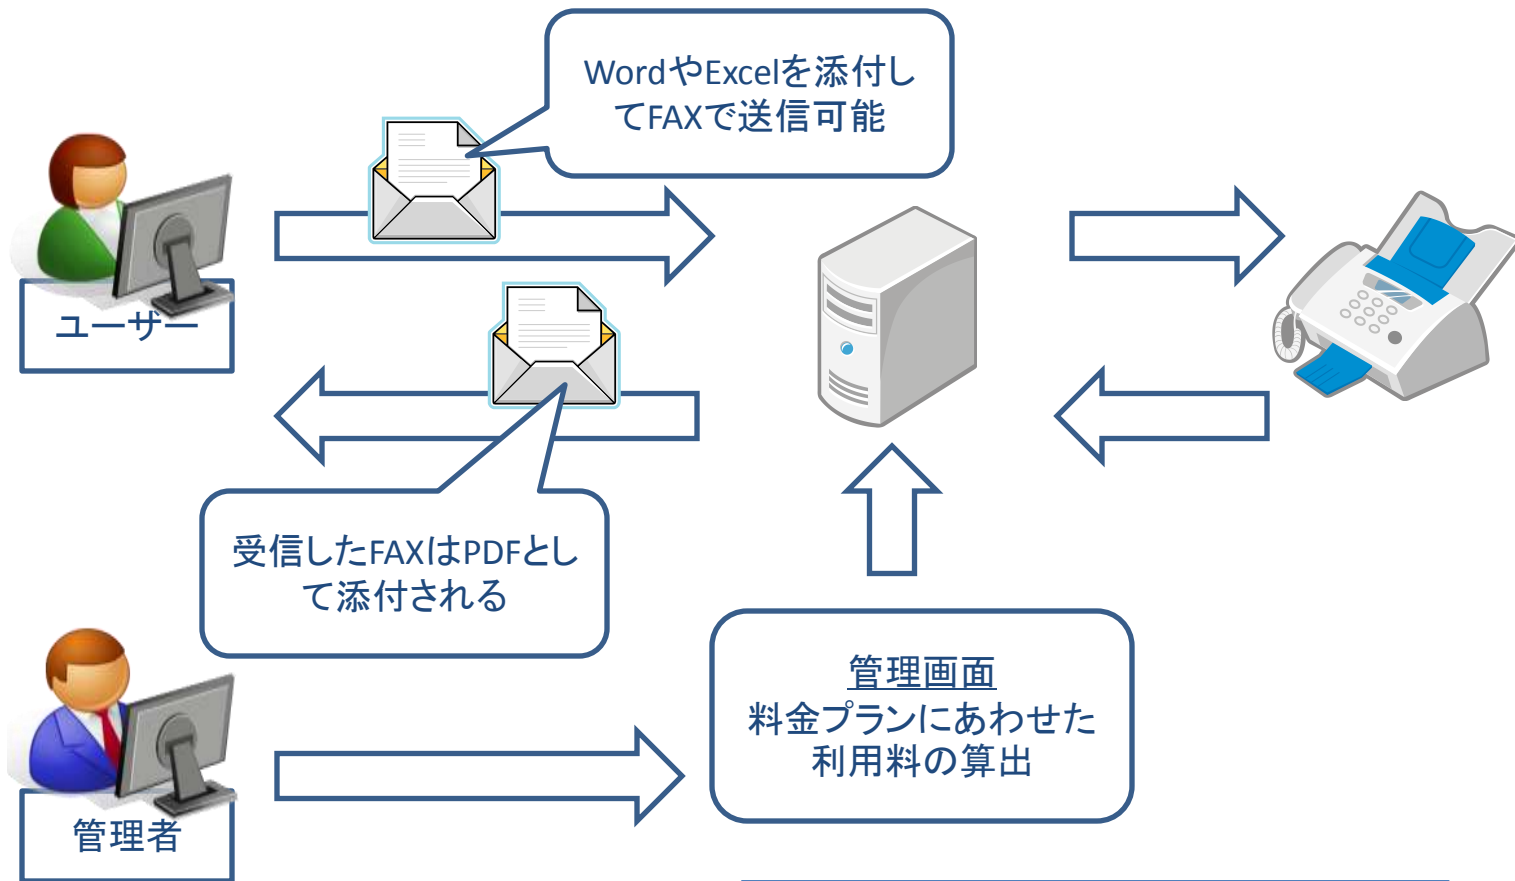 WordやExcelを添付し
てFAXで送信可能
ユーザー
受信したFAXはPDFとし
て添付される
管理画面
料金プランにあわせた
利用料の算出
管理者